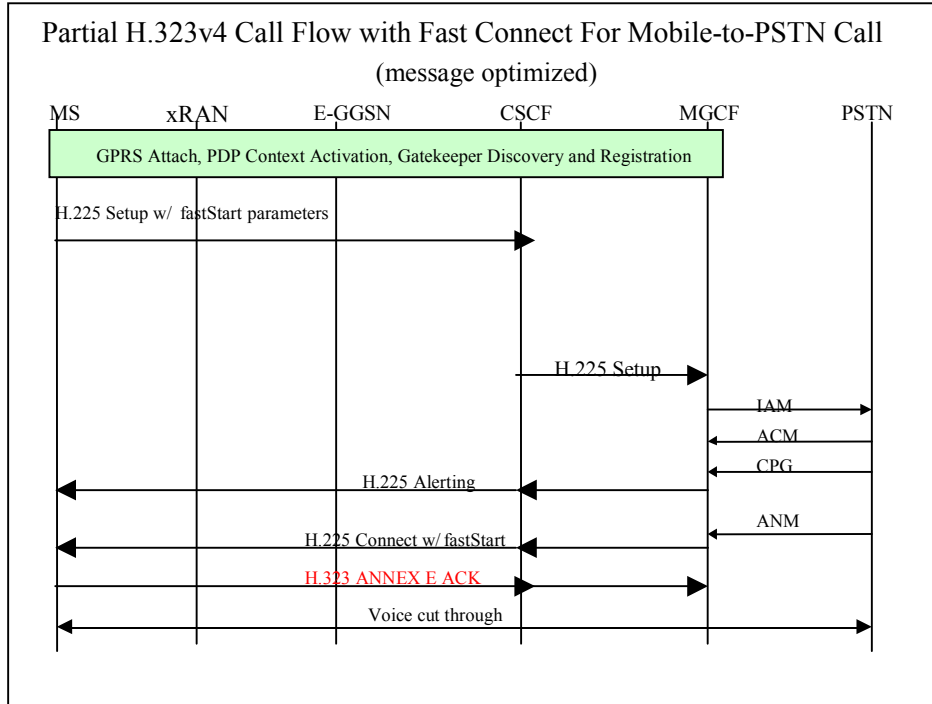 Partial H.323v4 Call Flow with Fast Connect For Mobile-to-PSTN Call
(message optimized)
MS xRAN E-GGSN CSCF MGCF PSTN
GPRS Attach, PDP Context Activation, Gatekeeper Discovery and Registration
H.225 Setup w/ fastStart parameters
H.225 Setup
IAM
ACM
CPG
H.225 Alerting
ANM
H.225 Connect w/ fastStart
H.323 ANNEX E ACK
Voice cut through